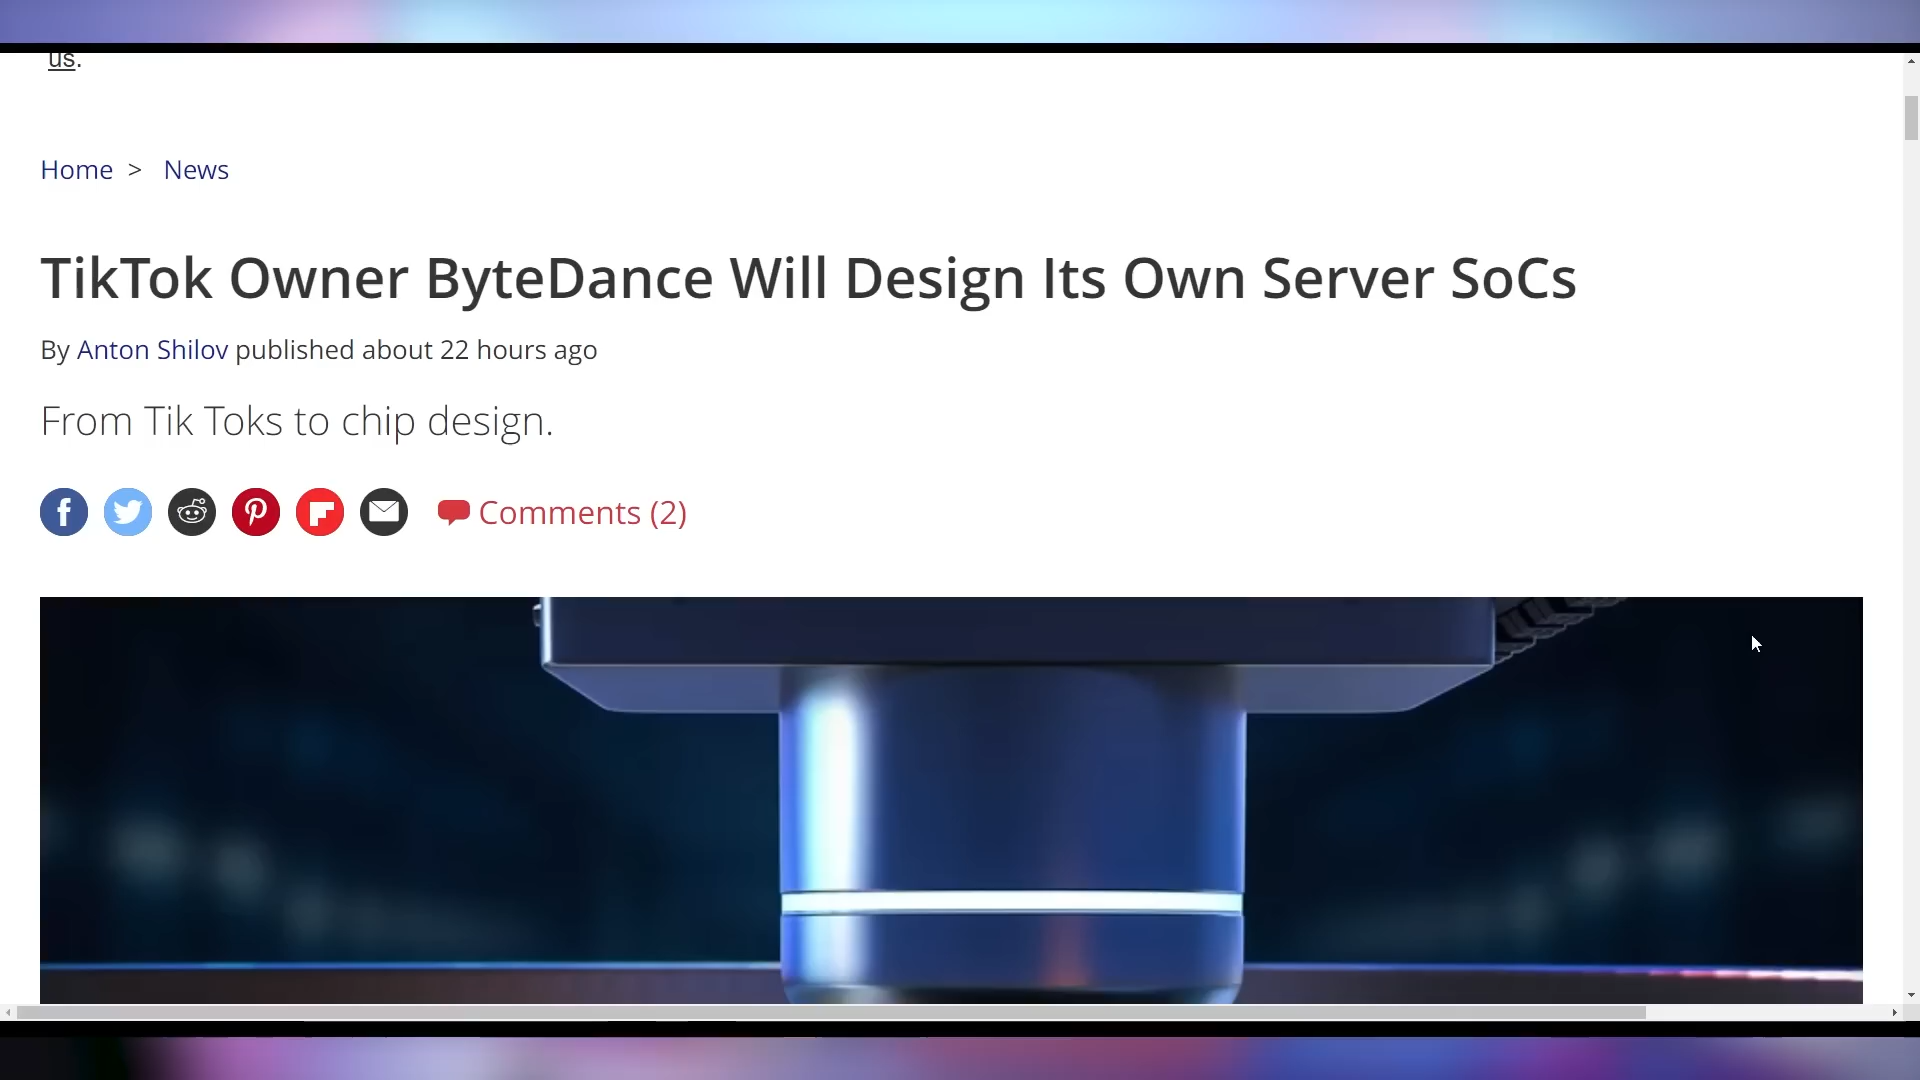 us.
Home > News
TikTok Owner ByteDance Will Design Its Own Server SoCs
By Anton Shilov published about 22 hours ago
From Tik Toks to chip design.
Comments (2)